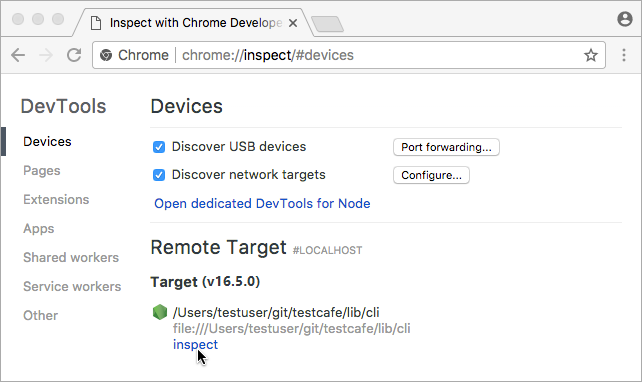 Inspect with Chrome Develope
Chrome chrome://inspect/#devices
DevTools
Devices
Pages
Extensions
Apps
Shared workers
Service workers
Other
Devices
Discover USB devices
Port forwarding...
Discover network targets
Configure...
Open dedicated DevTools for Node
Remote Target #LOCALHOST
Target (v16.5.0)
/Users/testuser/git/testcafe/lib/cli
file:///Users/testuser/git/testcafe/lib/cli
inspect